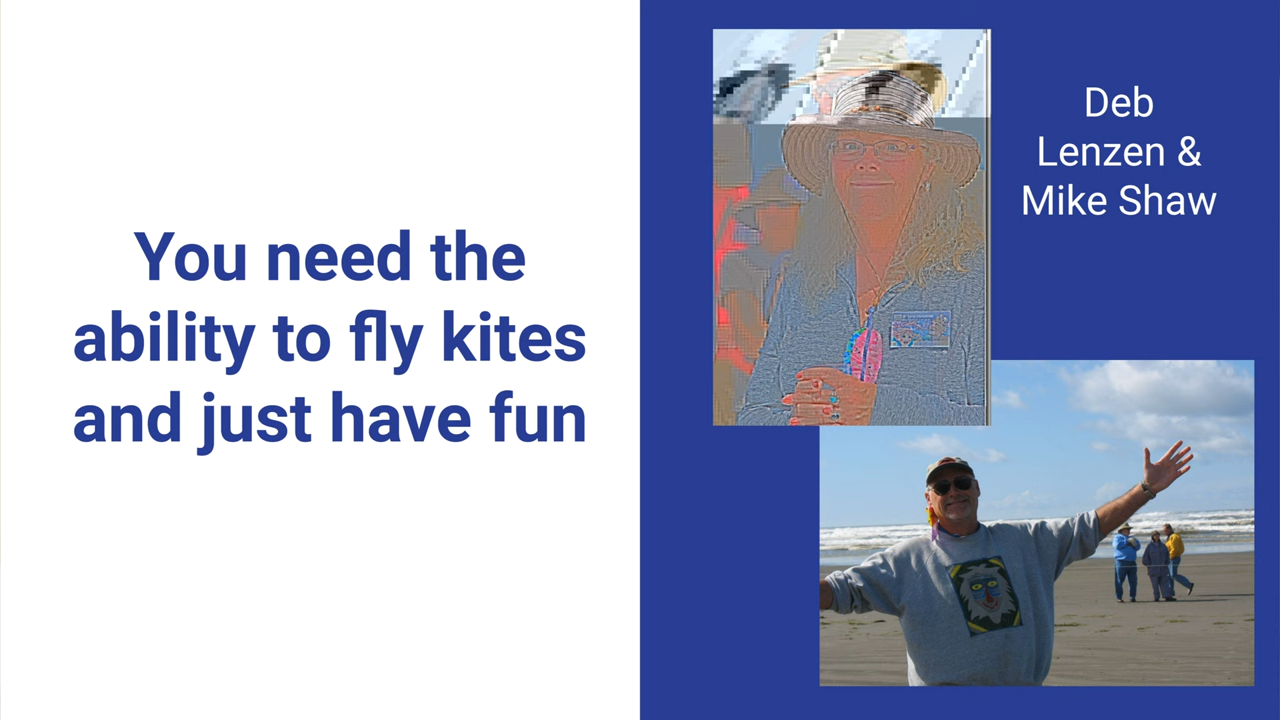 You need the
ability to fly kites
and just have fun
Deb
Lenzen &
Mike Shaw